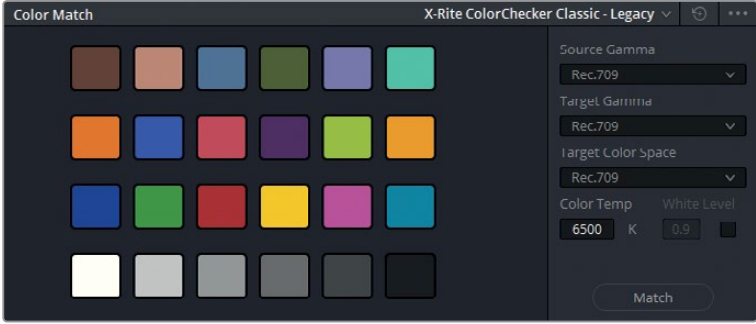 Color Match X-Rite ColorChecker Classic - Legacy
Source Gamma
Rec.709
Target Gamma
Rec.709
Target Color Space
Rec.709
Color Temp White Level
6500 K 0.9
Match